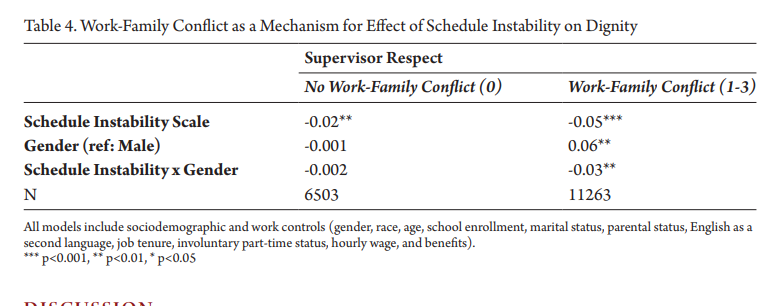 Table 4. Work-Family Conflict as a Mechanism for Effect of Schedule Instability on Dignity
Supervisor Respect
No Work-Family Conflict (0) Work-Family Conflict (1-3)
Schedule Instability Scale -0.02** -0.05***
Gender (ref: Male) -0.001 0.06**
Schedule Instability x Gender -0.002 -0.03**
N 6503 11263
All models include sociodemographic and work controls (gender, race, age, school enrollment, marital status, parental status, English as a
second language, job tenure, involuntary part-time status, hourly wage, and benefits).
*** p<0.001, ** p<0.01, * p<0.05
DISCUSSION